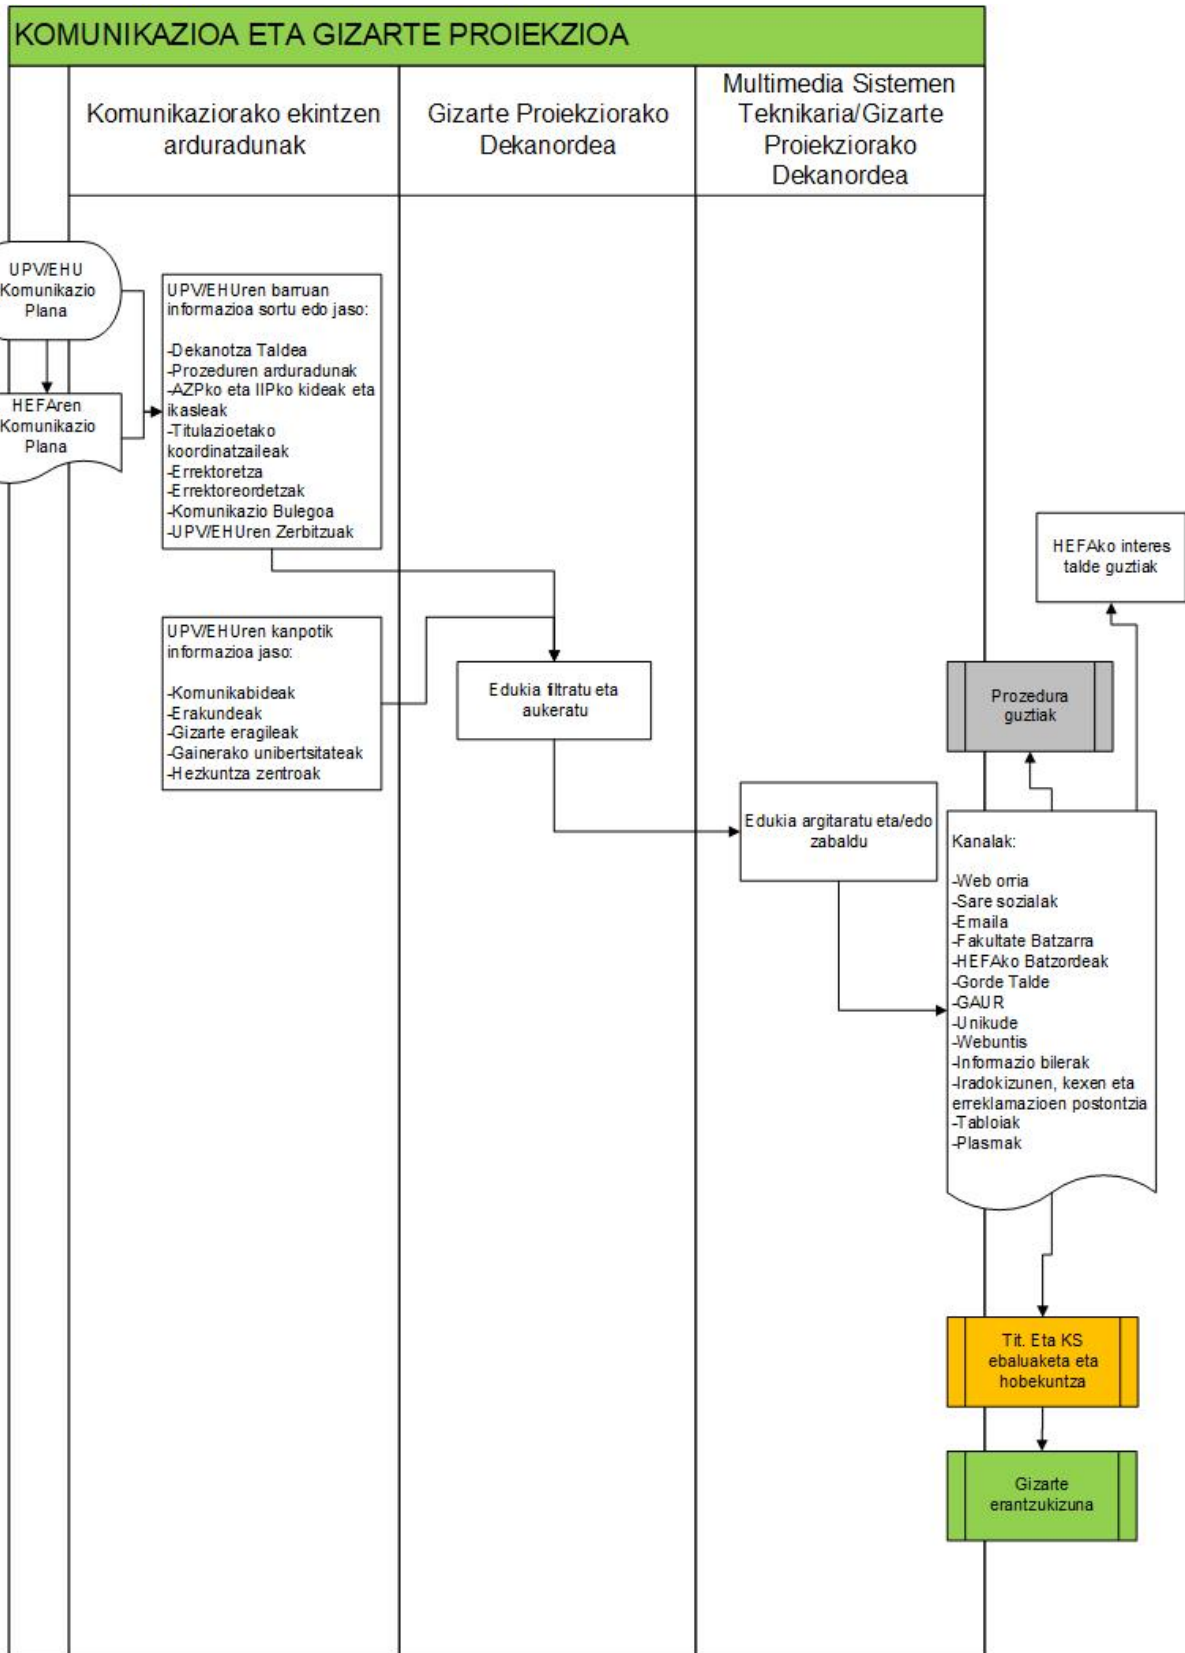 KOMUNIKAZIOA ETA GIZARTE PROIEKZIOA
Komunikaziorako ekintzen
arduradunak
Gizarte Proiekziorako
Dekanordea
Multimedia Sistemen
Teknikaria/Gizarte
Proiekziorako
Dekanordea
UPV/EHU
Komunikazio
Plana
HEFAren
Komunikazio
Plana
UPV/EHUren barruan
informazioa sortu edo jaso:
-Dekanotza Taldea
-Prozeduren arduradunak
-AZPko eta IIPko kideak eta
ikasleak
-Titulazioetako
koordinatzaileak
-Errektoretza
-Errektoreordetzak
-Komunikazio Bulegoa
-UPV/EHUren Zerbitzuak
UPV/EHUren kanpotik
informazioa jaso:
-Komunikabideak
-Erakundeak
-Gizarte eragileak
-Gainerako unibertsitateak
-Hezkuntza zentroak
Edukia filtratu eta
aukeratu
Edukia argitaratu eta/edo
zabaldu
HEFAko interes
talde guztiak
Prozedura
guztiak
Kanalak:
-Web orria
-Sare sozialak
-Emaila
-Fakultate Batzarra
-HEFAko Batzordeak
-Gorde Talde
-GAUR
-Unikude
-Webuntis
-Informazio bilerak
-Iradokizunen, kexen eta
erreklamazioen postontzia
-Tabloiak
-Plasmak
Tit. Eta KS
ebaluaketa eta
hobekuntza
Gizarte
erantzukizuna